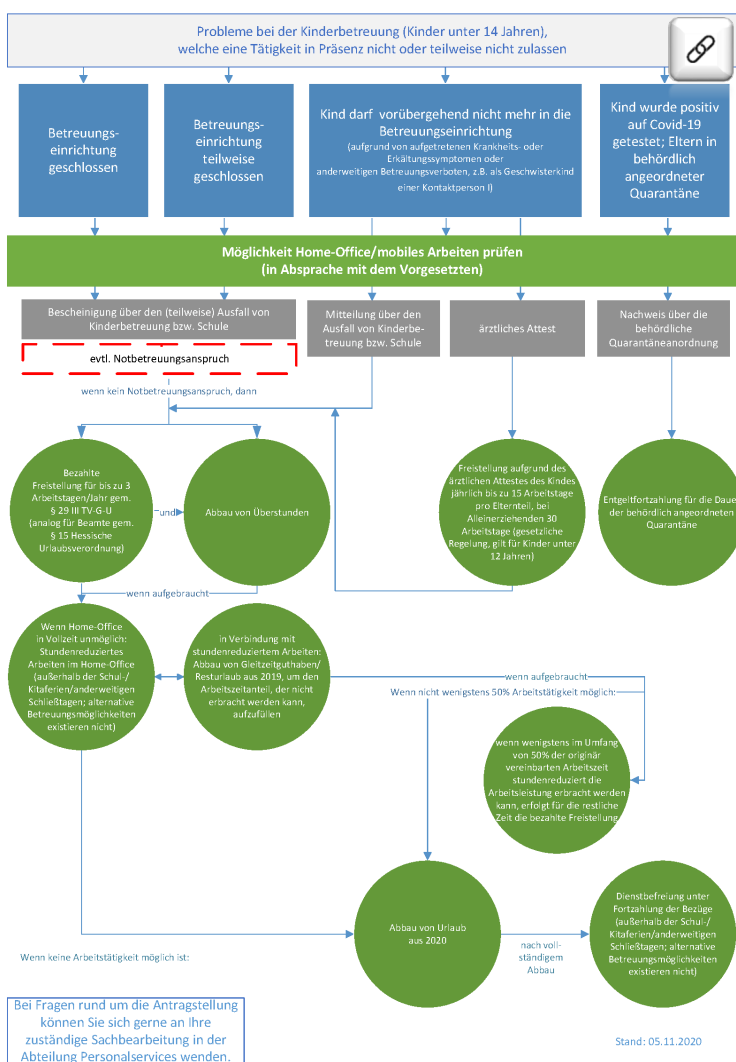 Probleme bei der Kinderbetreuung (Kinder unter 14 Jahren),
welche eine Tätigkeit in Präsenz nicht oder teilweise nicht zulassen
Betreuungs-
einrichtung
geschlossen
Betreuungs-
einrichtung
teilweise
geschlossen
Kind darf vorübergehend nicht mehr in die
Betreuungseinrichtung
(aufgrund von aufgetretenen Krankheits- oder
Erkältungssymptomen oder
anderweitigen Betreuungsverboten, z.B. als Geschwisterkind
einer Kontaktperson I)
Kind wurde positiv
auf Covid-19
getestet; Eltern in
behördlich
angeordneter
Quarantäne
Möglichkeit Home-Office/mobiles Arbeiten prüfen
(in Absprache mit dem Vorgesetzten)
Bescheinigung über den (teilweise) Ausfall von
Kinderbetreuung bzw. Schule
evtl. Notbetreuungsanspruch
Mitteilung über den
Ausfall von Kinderbe-
treuung bzw. Schule
ärztliches Attest
Nachweis über die
behördliche
Quarantäneanordnung
wenn kein Notbetreuungsanspruch, dann
Bezahlte
Freistellung für bis zu 3
Arbeitstagen/Jahr gem.
§ 29 III TV-G-U
(analog für Beamte gem.
§ 15 Hessische
Urlaubsverordnung)
und
Abbau von Überstunden
Freistellung aufgrund des
ärztlichen Attestes des Kindes
jährlich bis zu 15 Arbeitstage
pro Elternteil, bei
Alleinerziehenden 30
Arbeitstage (gesetzliche
Regelung, gilt für Kinder unter
12 Jahren)
Entgeltfortzahlung für die Dauer
der behördlich angeordneten
Quarantäne
wenn aufgebraucht
Wenn Home-Office
in Vollzeit unmöglich:
Stundenreduziertes
Arbeiten im Home-Office
(außerhalb der Schul-/
Kitaferien/anderweitigen
Schließtagen; alternative
Betreuungsmöglichkeiten
existieren nicht)
in Verbindung mit
stundenreduziertem Arbeiten:
Abbau von Gleitzeitguthaben/
Resturlaub aus 2019, um den
Arbeitszeitanteil, der nicht
erbracht werden kann,
aufzufüllen
wenn aufgebraucht
Wenn nicht wenigstens 50% Arbeitstätigkeit möglich:
wenn wenigstens im Umfang
von 50% der originär
vereinbarten Arbeitszeit
stundenreduziert die
Arbeitsleistung erbracht werden
kann, erfolgt für die restliche
Zeit die bezahlte Freistellung
Abbau von Urlaub
aus 2020
nach voll-
ständigem
Abbau
Dienstbefreiung unter
Fortzahlung der Bezüge
(außerhalb der Schul-/
Kitaferien/anderweitigen
Schließtagen; alternative
Betreuungsmöglichkeiten
existieren nicht)
Wenn keine Arbeitstätigkeit möglich ist:
Bei Fragen rund um die Antragstellung
können Sie sich gerne an Ihre
zuständige Sachbearbeitung in der
Abteilung Personalservices wenden.
Stand: 05.11.2020